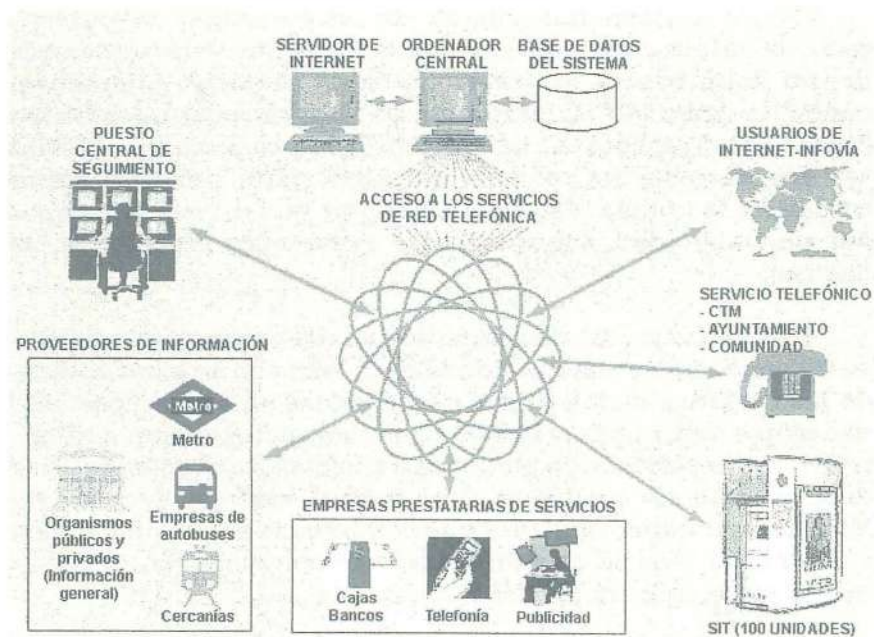 SERVIDOR DE
INTERNET
ORDENADOR
CENTRAL
BASE DE DATOS
DEL SISTEMA
PUESTO
CENTRAL DE
SEGUIMIENTO
USUARIOS DE
INTERNET-INFOVÍA
ACCESO A LOS SERVICIOS
DE RED TELEFÓNICA
SERVICIO TELEFÓNICO
- CTM
- AYUNTAMIENTO
- COMUNIDAD
PROVEEDORES DE INFORMACIÓN
Metro
Metro
Organismos
públicos y
privados
(Información
general)
Empresas de
autobuses
Cercanías
EMPRESAS PRESTATARIAS DE SERVICIOS
Cajas
Bancos
Telefonía
Publicidad
SIT (100 UNIDADES)